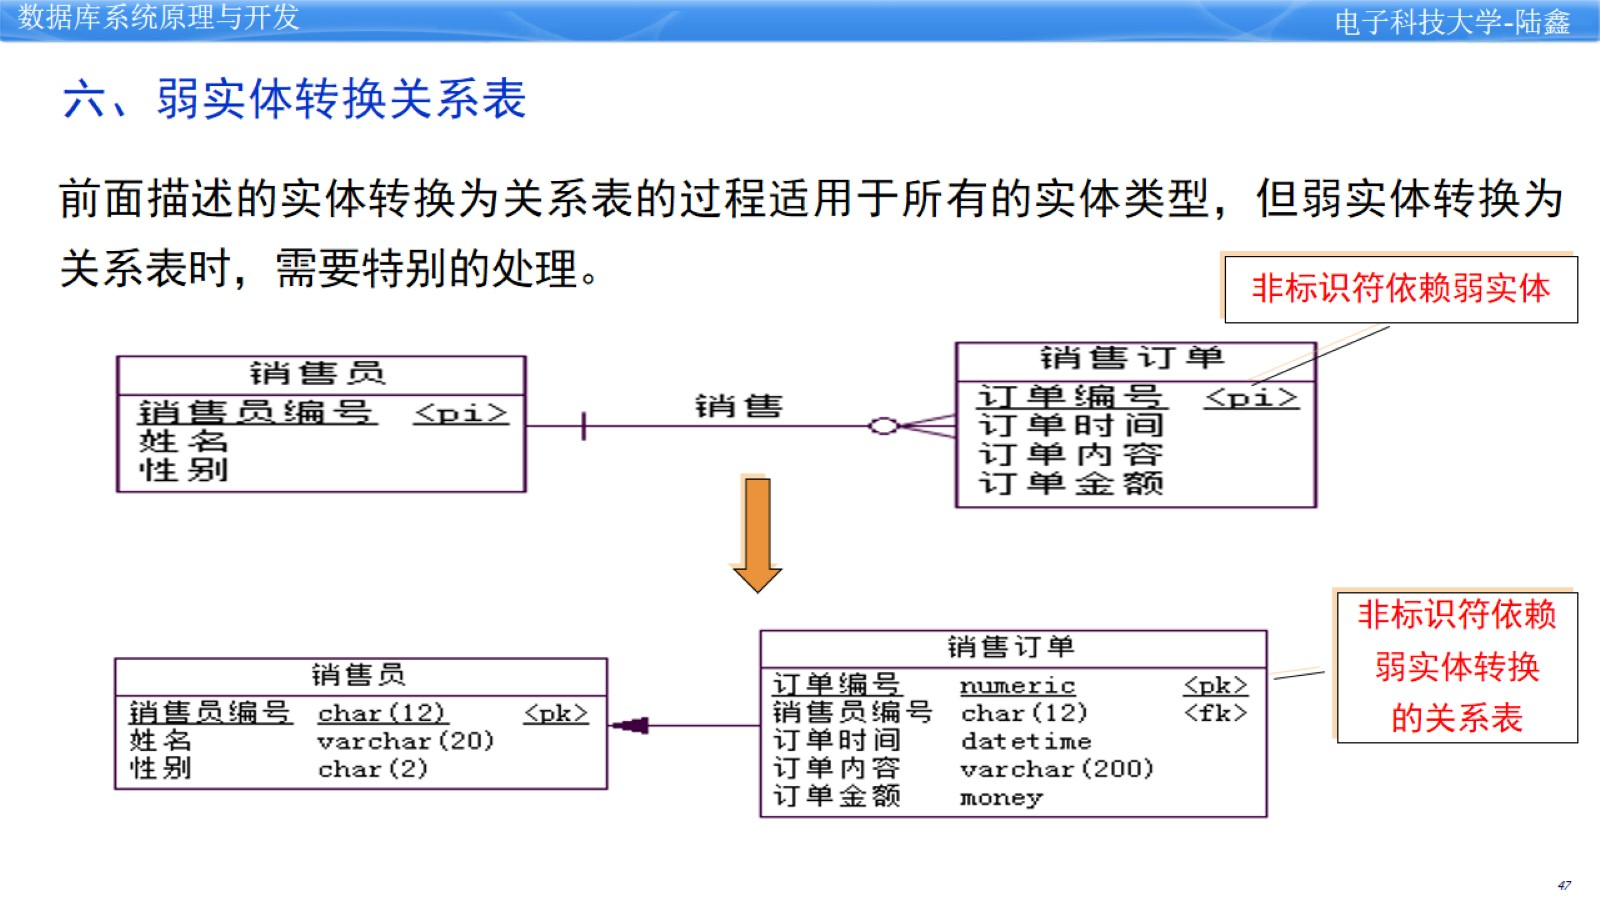 数据库系统原理与开发
电子科技大学-陆鑫
六、弱实体转换关系表
前面描述的实体转换为关系表的过程适用于所有的实体类型，但弱实体转换为
关系表时，需要特别的处理。
非标识符依赖弱实体
销售员
销售员编号 <pi>
姓名
性别
销售
销售订单
订单编号 <pi>
订单时间
订单内容
订单金额
销售员
销售员编号 char(12) <pk>
姓名 varchar(20)
性别 char(2)
销售订单
订单编号 numeric <pk>
销售员编号 char(12) <fk>
订单时间 datetime
订单内容 varchar(200)
订单金额 money
非标识符依赖
弱实体转换
的关系表
47